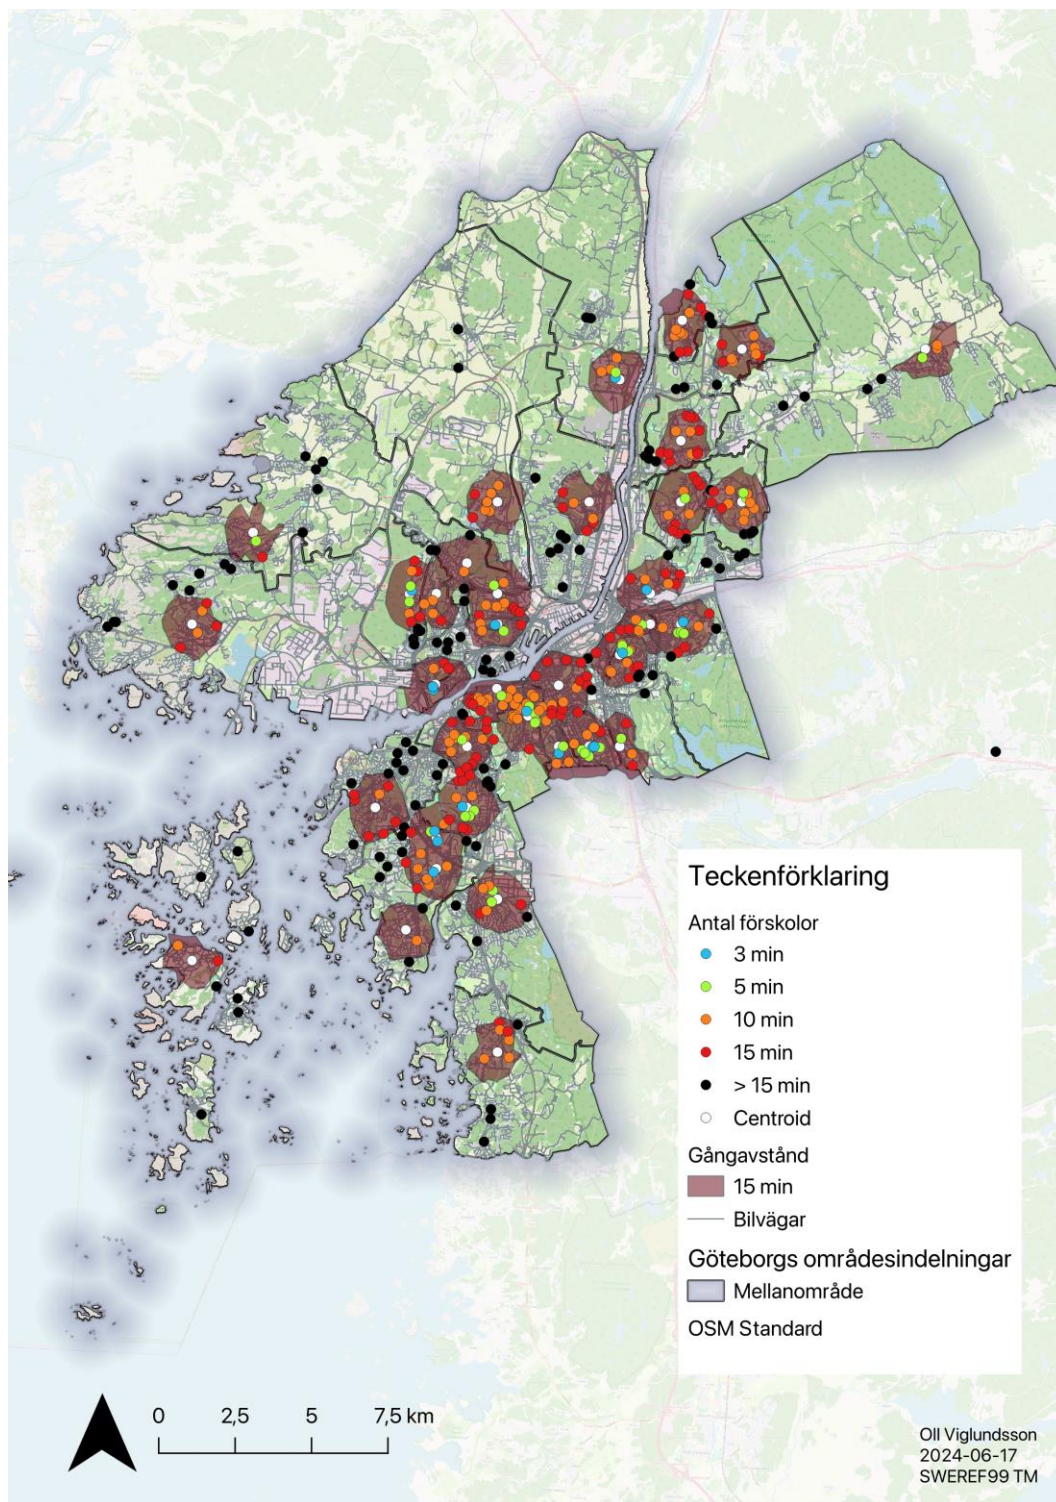 Teckenförklaring
Antal förskolor
3 min
5 min
10 min
15 min
> 15 min
Centroid
Gångavstånd
15 min
Bilvägar
Göteborgs områdesindelningar
Mellanområde
OSM Standard
0 2,5 5 7,5 km
Oll Viglundsson
2024-06-17
SWEREF99 TM